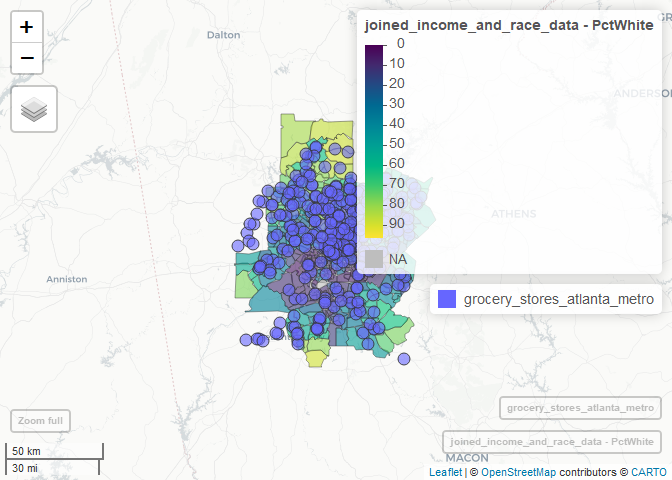 +
−
Dalton
joined_income_and_race_data - PctWhite
0
10
20
30
40
50
60
70
80
90
NA
ATHENS
Anniston
grocery_stores_atlanta_metro
grocery_stores_atlanta_metro
Zoom full
joined_income_and_race_data - PctWhite
50 km
30 mi
MACON
Leaflet | © OpenStreetMap contributors © CARTO